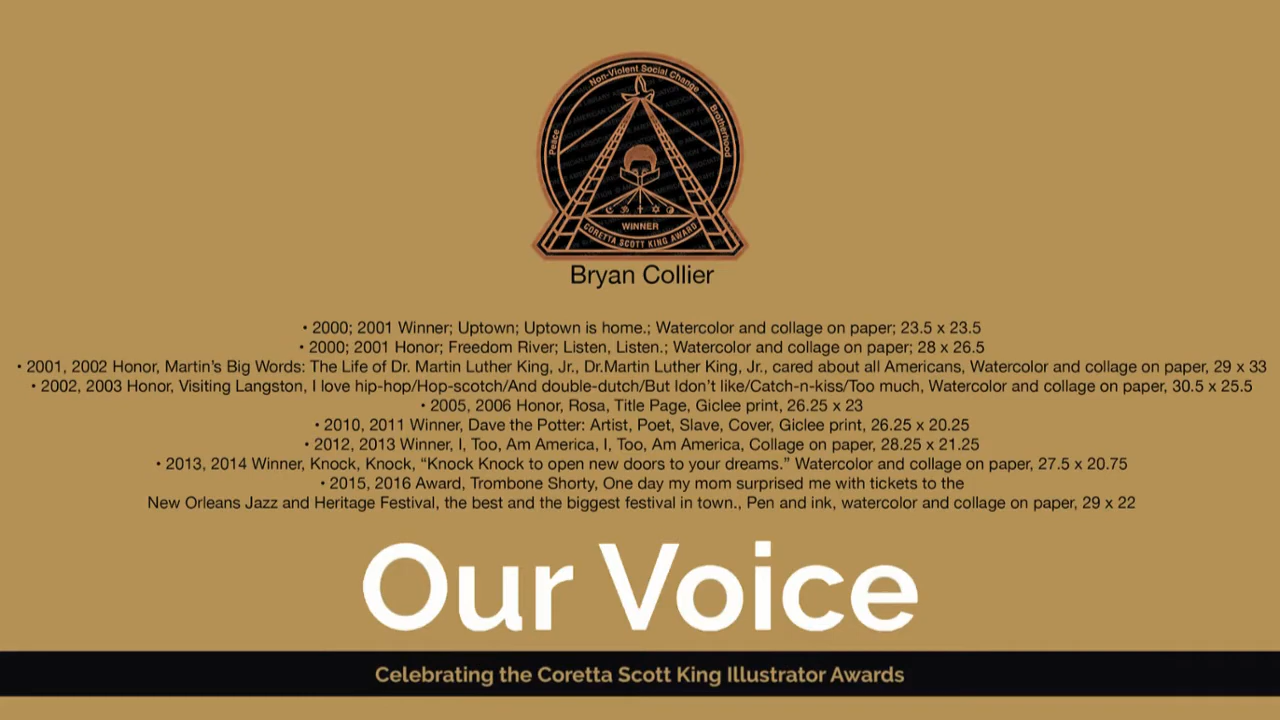 Non-Violent Social Change
Peace
Brotherhood
WINNER
CORETTA SCOTT KING AWARD
Bryan Collier
• 2000; 2001 Winner; Uptown; Uptown is home.; Watercolor and collage on paper; 23.5 x 23.5
• 2000; 2001 Honor; Freedom River; Listen, Listen.; Watercolor and collage on paper; 28 x 26.5
• 2001, 2002 Honor, Martin’s Big Words: The Life of Dr. Martin Luther King, Jr., Dr.Martin Luther King, Jr., cared about all Americans, Watercolor and collage on paper, 29 x 33
• 2002, 2003 Honor, Visiting Langston, I love hip-hop/Hop-scotch/And double-dutch/But Idon’t like/Catch-n-kiss/Too much, Watercolor and collage on paper, 30.5 x 25.5
• 2005, 2006 Honor, Rosa, Title Page, Giclee print, 26.25 x 23
• 2010, 2011 Winner, Dave the Potter: Artist, Poet, Slave, Cover, Giclee print, 26.25 x 20.25
• 2012, 2013 Winner, I, Too, Am America, I, Too, Am America, Collage on paper, 28.25 x 21.25
• 2013, 2014 Winner, Knock, Knock, “Knock Knock to open new doors to your dreams.” Watercolor and collage on paper, 27.5 x 20.75
• 2015, 2016 Award, Trombone Shorty, One day my mom surprised me with tickets to the
New Orleans Jazz and Heritage Festival, the best and the biggest festival in town., Pen and ink, watercolor and collage on paper, 29 x 22
Our Voice
Celebrating the Coretta Scott King Illustrator Awards